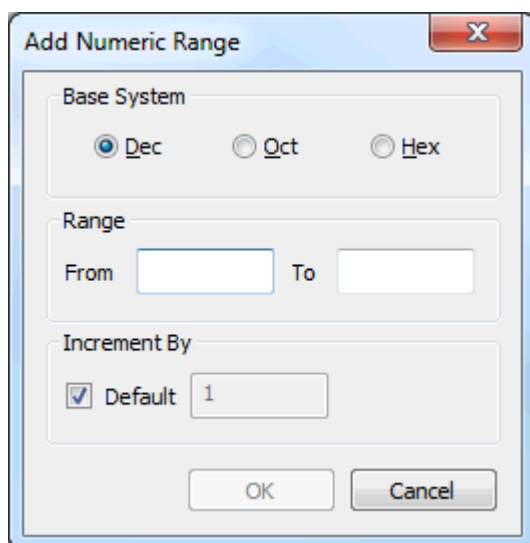 Add Numeric Range
Base System
Dec Oct Hex
Range
From To
Increment By
Default 1
OK Cancel